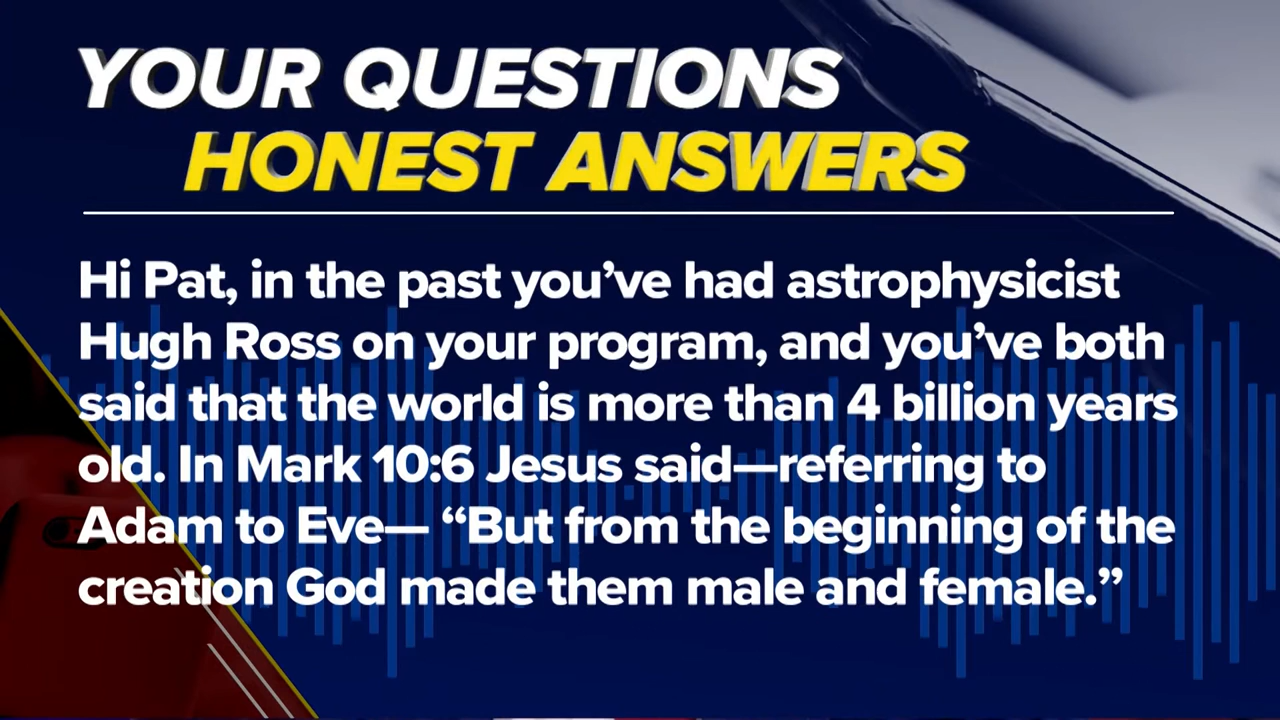 YOUR QUESTIONS
HONEST ANSWERS
Hi Pat, in the past you’ve had astrophysicist
Hugh Ross on your program, and you’ve both
said that the world is more than 4 billion years
old. In Mark 10:6 Jesus said—referring to
Adam to Eve— “But from the beginning of the
creation God made them male and female.”